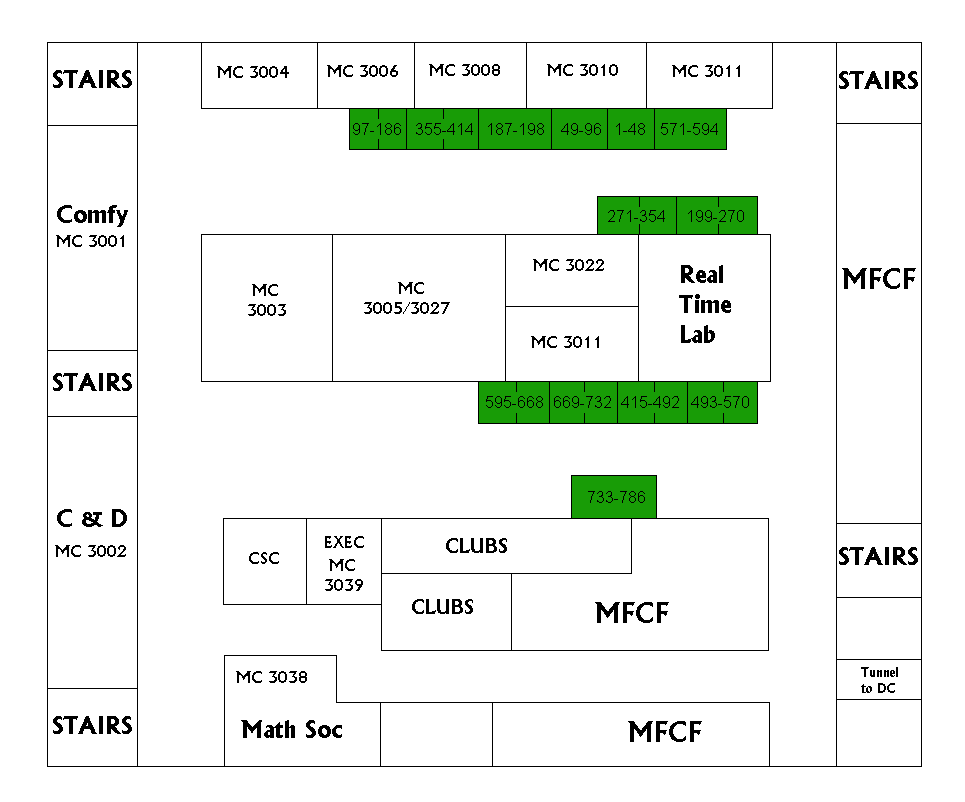 STAIRS
MC 3004
MC 3006
MC 3008
MC 3010
MC 3011
STAIRS
97-186
355-414
187-198
49-96
1-48
571-594
Comfy
MC 3001
271-354
199-270
MC
3003
MC
3005/3027
MC 3022
MC 3011
Real
Time
Lab
MFCF
STAIRS
595-668
669-732
415-492
493-570
C & D
MC 3002
733-786
CSC
EXEC
MC
3039
CLUBS
CLUBS
MFCF
STAIRS
MC 3038
Math Soc
MFCF
Tunnel
to DC
STAIRS